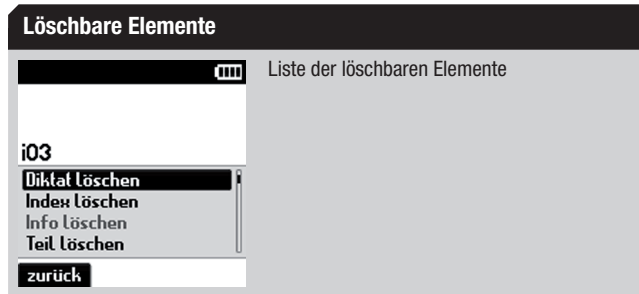 Löschbare Elemente
Liste der löschbaren Elemente
i03
Diktat löschen
Index löschen
Info löschen
Teil löschen
zurück